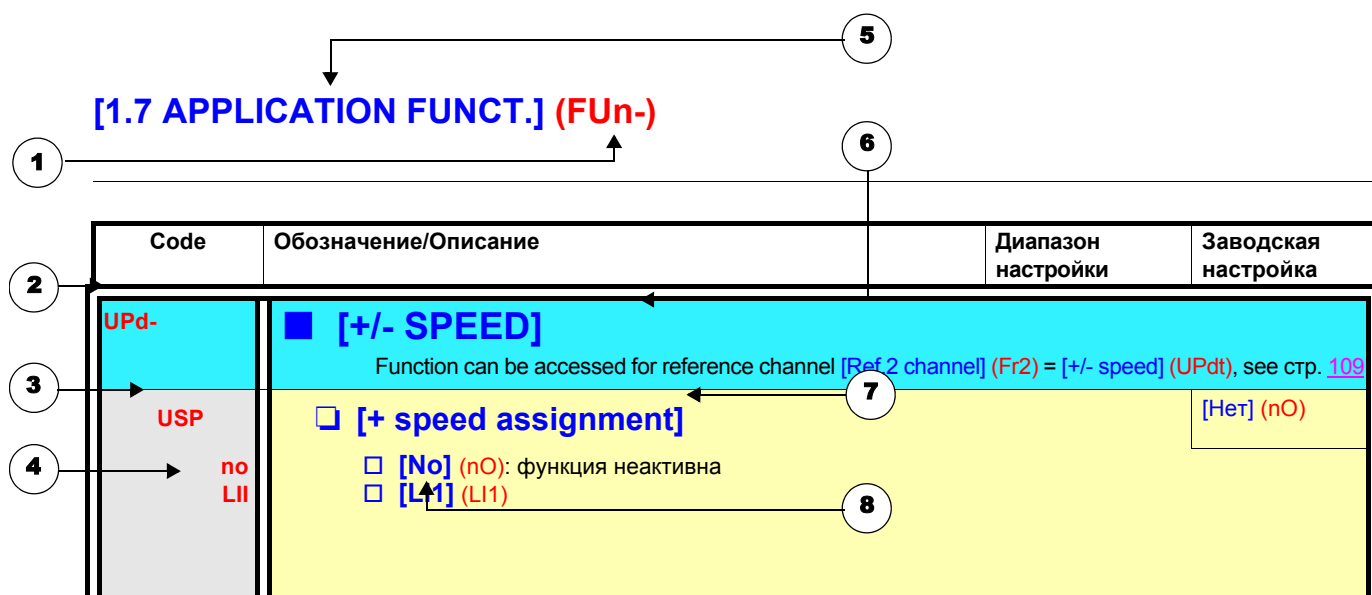 5
[1.7 APPLICATION FUNCT.] (FUn-)
1
6
Code Обозначение/Описание Диапазон настройки Заводская настройка
2
UPd- [+/- SPEED]
Function can be accessed for reference channel [Ref.2 channel] (Fr2) = [+/- speed] (UPdt), see стр. 109
3
7
USP [+ speed assignment] [Нет] (nO)
4
no [No] (nO): функция неактивна
LII [LI1] (LI1)
8